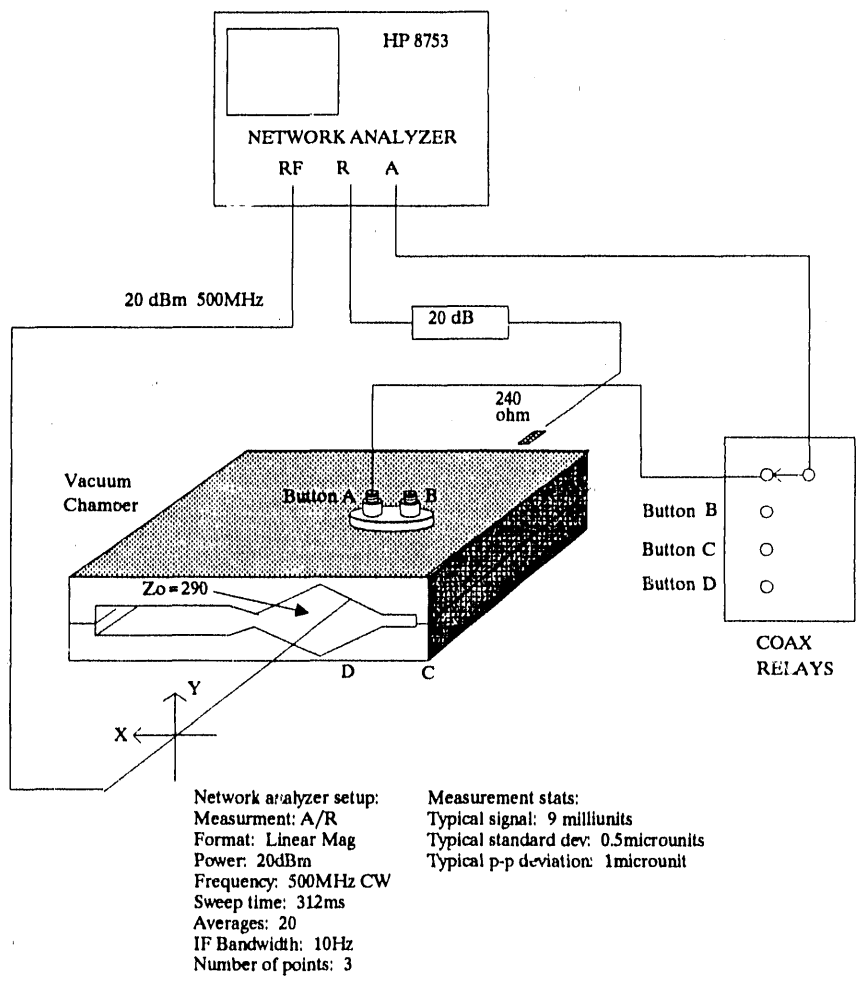 HP 8753
NETWORK ANALYZER
RF R A
20 dBm 500MHz
20 dB
240
ohm
Vacuum
Chamber
Button A B
Button B
Button C
Button D
Zo=290
COAX
RELAYS
D C
Y
X
Network analyzer setup:
Measurment: A/R
Format: Linear Mag
Power: 20dBm
Frequency: 500MHz CW
Sweep time: 312ms
Averages: 20
IF Bandwidth: 10Hz
Number of points: 3
Measurement stats:
Typical signal: 9 milliunits
Typical standard dev: 0.5microunits
Typical p-p deviation: 1microunit